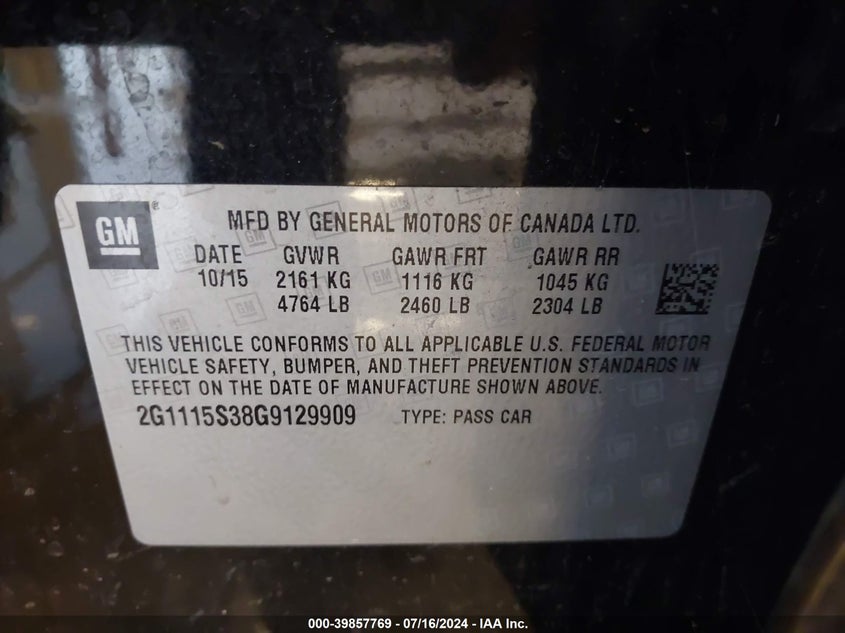 GM
MFD BY GENERAL MOTORS OF CANADA LTD.
DATE GVWR GAWR FRT GAWR RR
10/15 2161 KG 1116 KG 1045 KG
4764 LB 2460 LB 2304 LB
THIS VEHICLE CONFORMS TO ALL APPLICABLE U.S. FEDERAL MOTOR
VEHICLE SAFETY, BUMPER, AND THEFT PREVENTION STANDARDS IN
EFFECT ON THE DATE OF MANUFACTURE SHOWN ABOVE.
2G1115S38G9129909 TYPE: PASS CAR
000-39857769 - 07/16/2024 - IAA Inc.